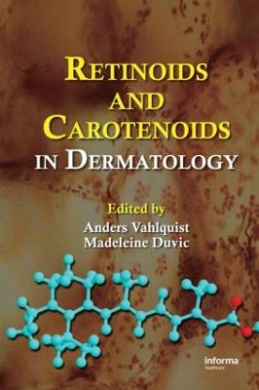 RETINOIDS
AND
CAROTENOIDS
IN DERMATOLOGY
Edited by
Anders Vahlquist
Madeleine Duvic
informa
healthcare